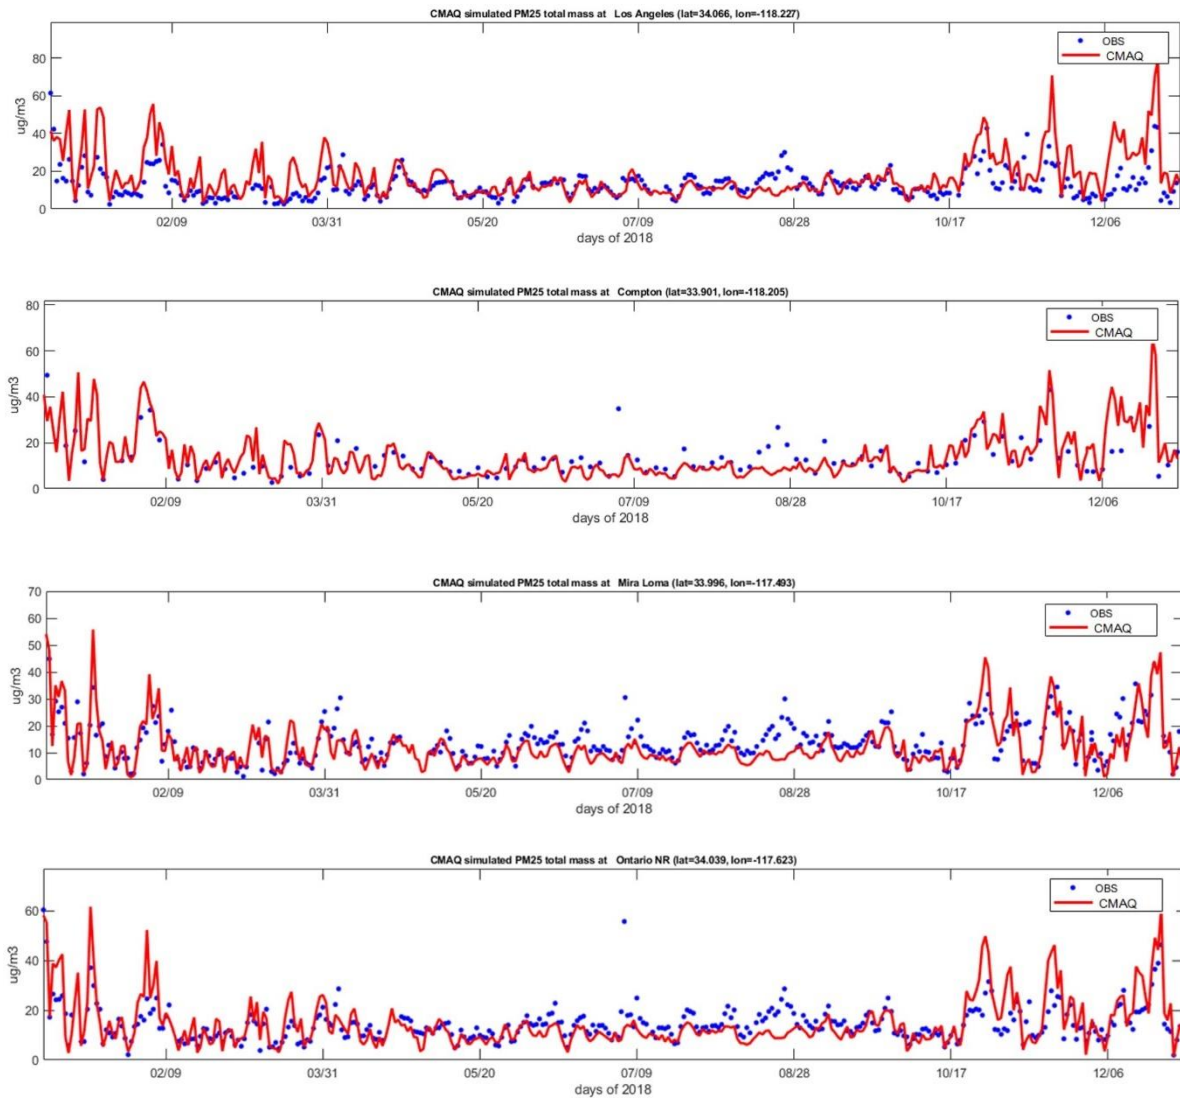 CMAQ simulated PM25 total mass at Los Angeles (lat=34.066, lon=-118.227)
OBS
CMAQ
ug/m3
80
60
40
20
0
02/09 03/31 05/20 07/09 08/28 10/17 12/06
days of 2018
CMAQ simulated PM25 total mass at Compton (lat=33.901, lon=-118.205)
OBS
CMAQ
ug/m3
80
60
40
20
0
02/09 03/31 05/20 07/09 08/28 10/17 12/06
days of 2018
CMAQ simulated PM25 total mass at Mira Loma (lat=33.996, lon=-117.493)
OBS
CMAQ
ug/m3
70
60
50
40
30
20
10
0
02/09 03/31 05/20 07/09 08/28 10/17 12/06
days of 2018
CMAQ simulated PM25 total mass at Ontario NR (lat=34.039, lon=-117.623)
OBS
CMAQ
ug/m3
60
40
20
0
02/09 03/31 05/20 07/09 08/28 10/17 12/06
days of 2018